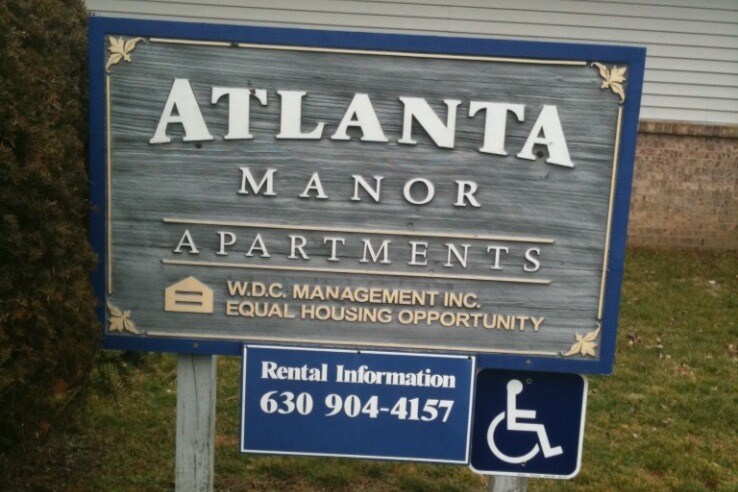 ATLANTA
MANOR
APARTMENTS
W.D.C. MANAGEMENT INC.
EQUAL HOUSING OPPORTUNITY
Rental Information
630 904-4157